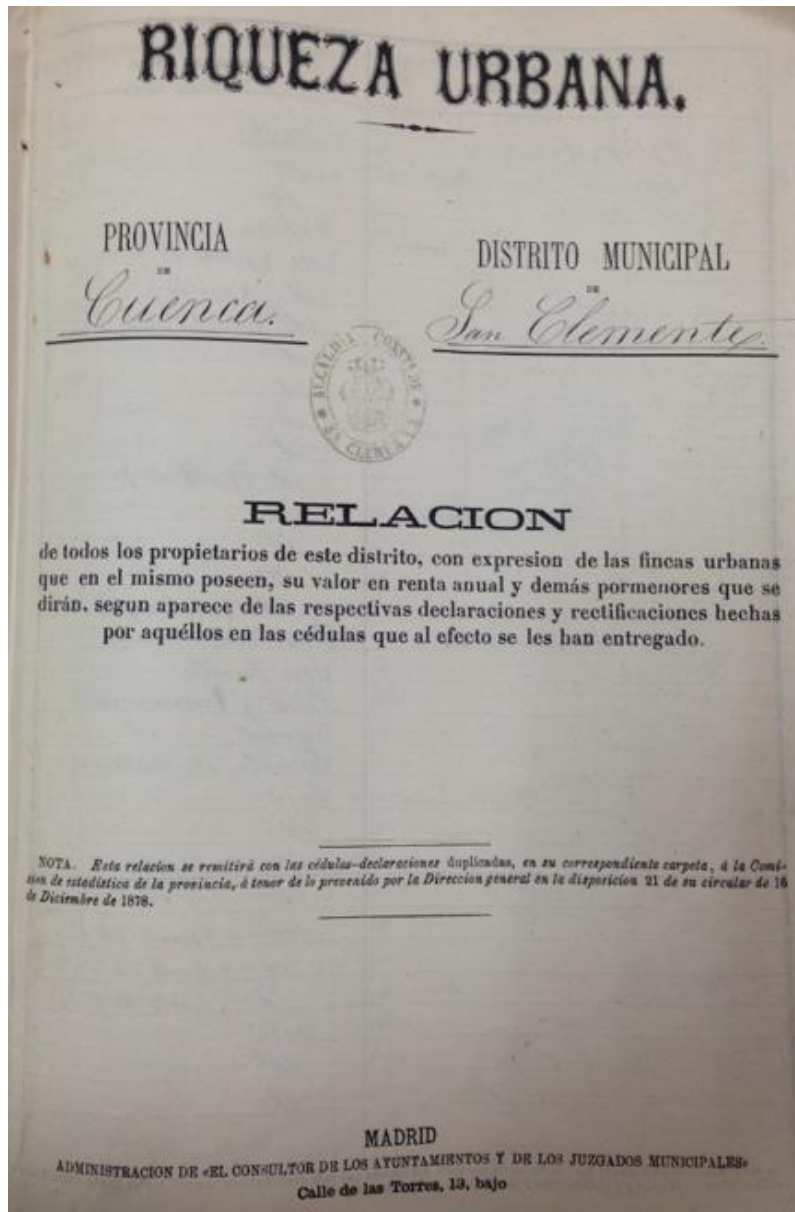 RIQUEZA URBANA.
PROVINCIA
DE
Cuenca.
DISTRITO MUNICIPAL
DE
San Clemente.
ALCALDIA CONSTL. DE
SN CLEMENTE
RELACION
de todos los propietarios de este distrito, con expresion de las fincas urbanas
que en el mismo poseen, su valor en renta anual y demás pormenores que se
dirán, segun aparece de las respectivas declaraciones y rectificaciones hechas
por aquéllos en las cédulas que al efecto se les han entregado.
NOTA. Esta relacion se remitirá con las cédulas-declaraciones duplicadas, en su correspondiente carpeta, á la Comi-
sion de estadística de la provincia, á tenor de lo prevenido por la Direccion general en la disposicion 21 de su circular de 16
de Diciembre de 1878.
MADRID
ADMINISTRACION DE «EL CONSULTOR DE LOS AYUNTAMIENTOS Y DE LOS JUZGADOS MUNICIPALES»
Calle de las Torres, 13, bajo